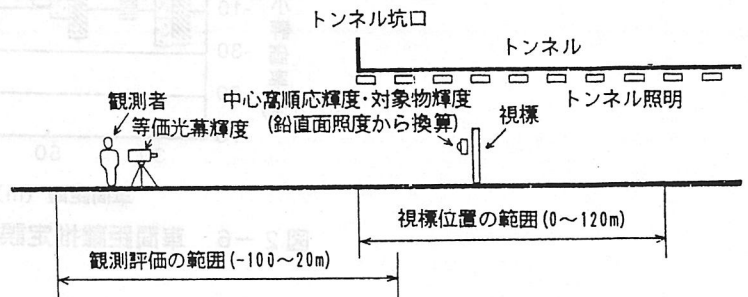 トンネル坑口
トンネル
トンネル照明
観測者
等価光幕輝度
中心窩順応輝度・対象物輝度
(鉛直面照度から換算)
視標
視標位置の範囲(0～120m)
観測評価の範囲(-100～20m)